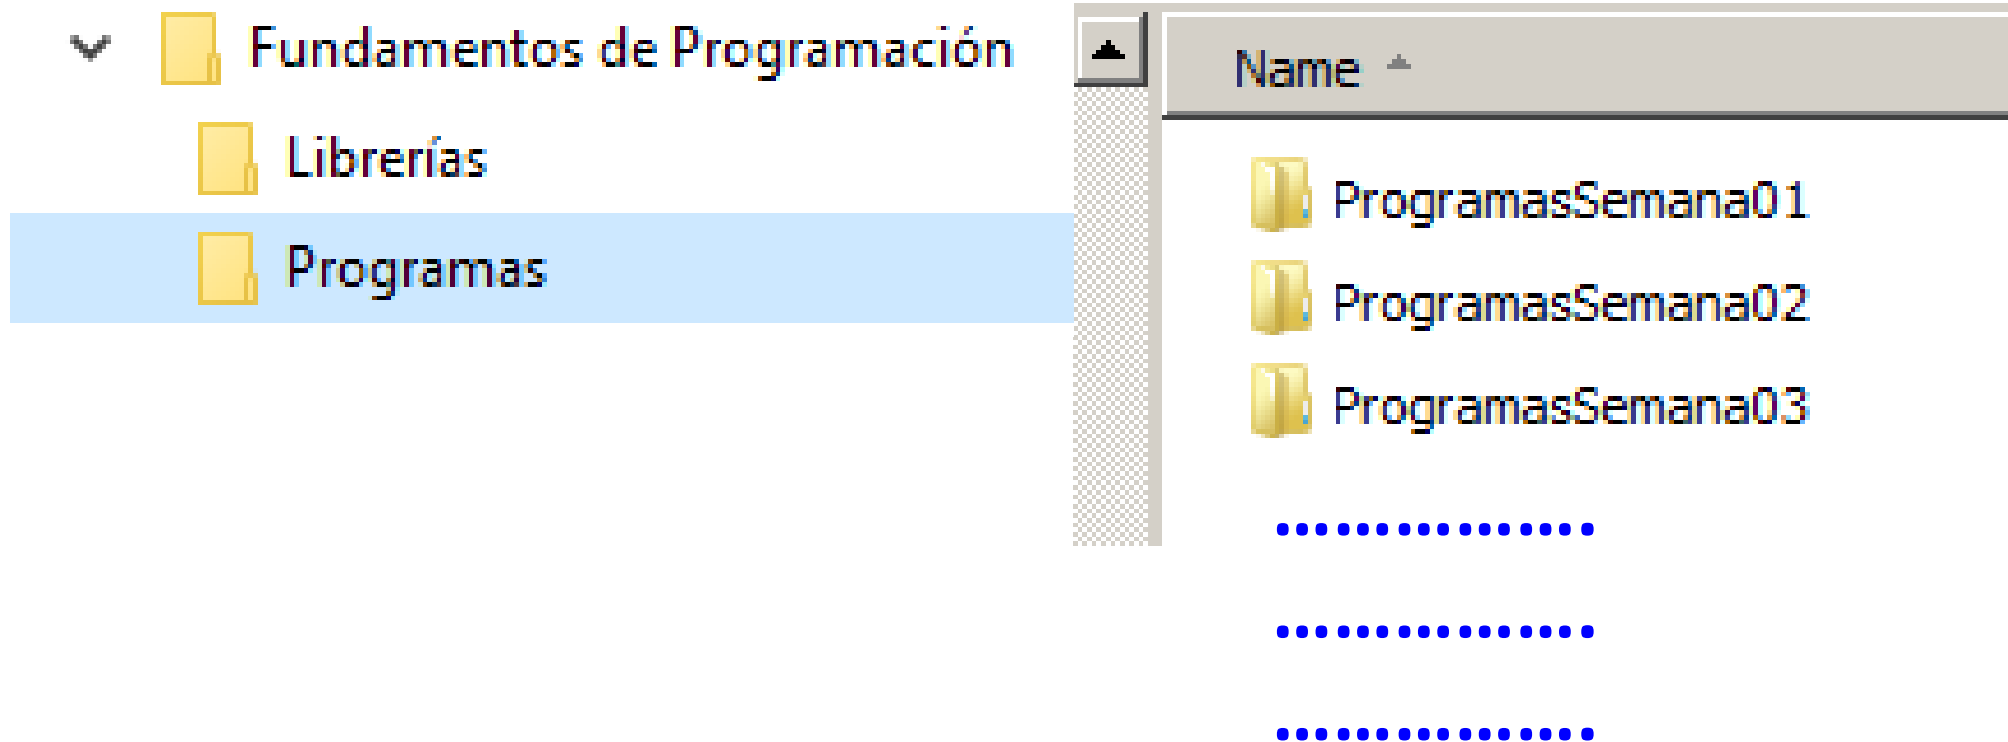 Fundamentos de Programación
Librerías
Programas
Name
ProgramasSemana01
ProgramasSemana02
ProgramasSemana03
................
................
................